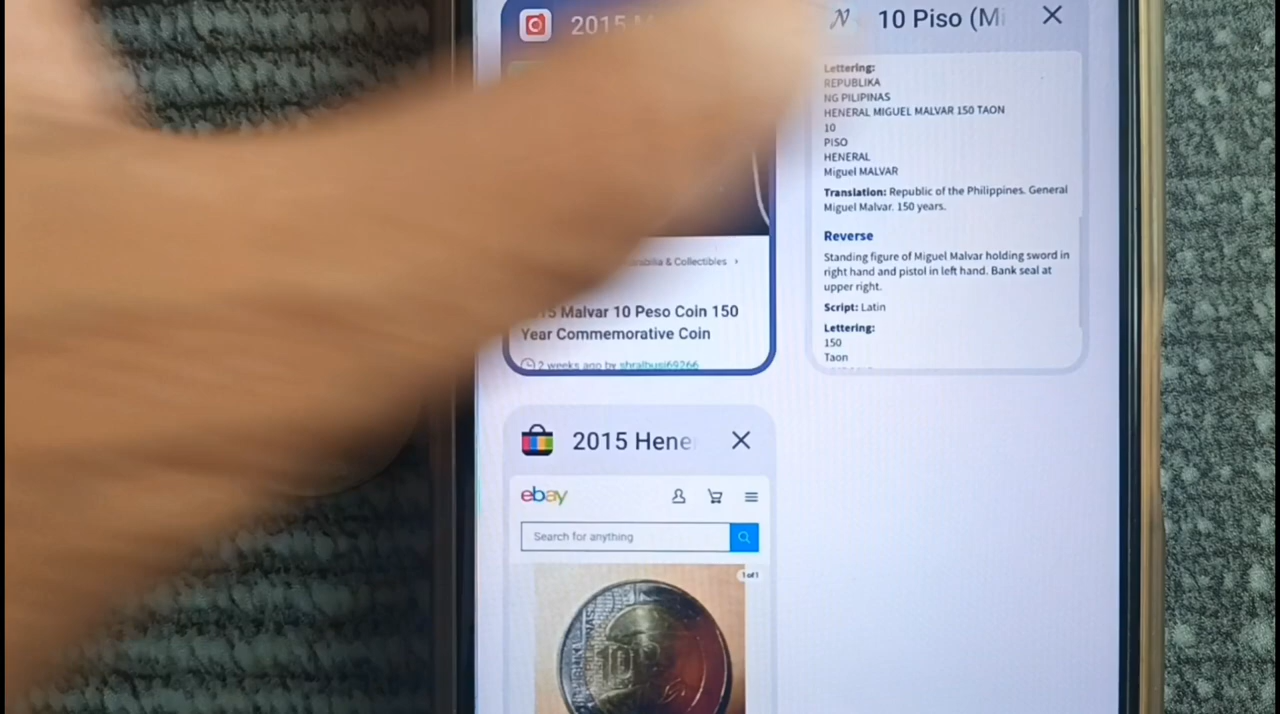 2015
10 Piso (Mi
Lettering:
REPUBLIKA
NG PILIPINAS
HENERAL MIGUEL MALVAR 150 TAON
10
PISO
HENERAL
Miguel MALVAR
Translation: Republic of the Philippines. General
Miguel Malvar. 150 years.
Reverse
Standing figure of Miguel Malvar holding sword in
right hand and pistol in left hand. Bank seal at
upper right.
Script: Latin
Lettering:
150
Taon
& Collectibles
Malvar 10 Peso Coin 150
Year Commemorative Coin
2 weeks ago by shralbusi69266
2015 Hene
ebay
Search for anything
1 of 1
10